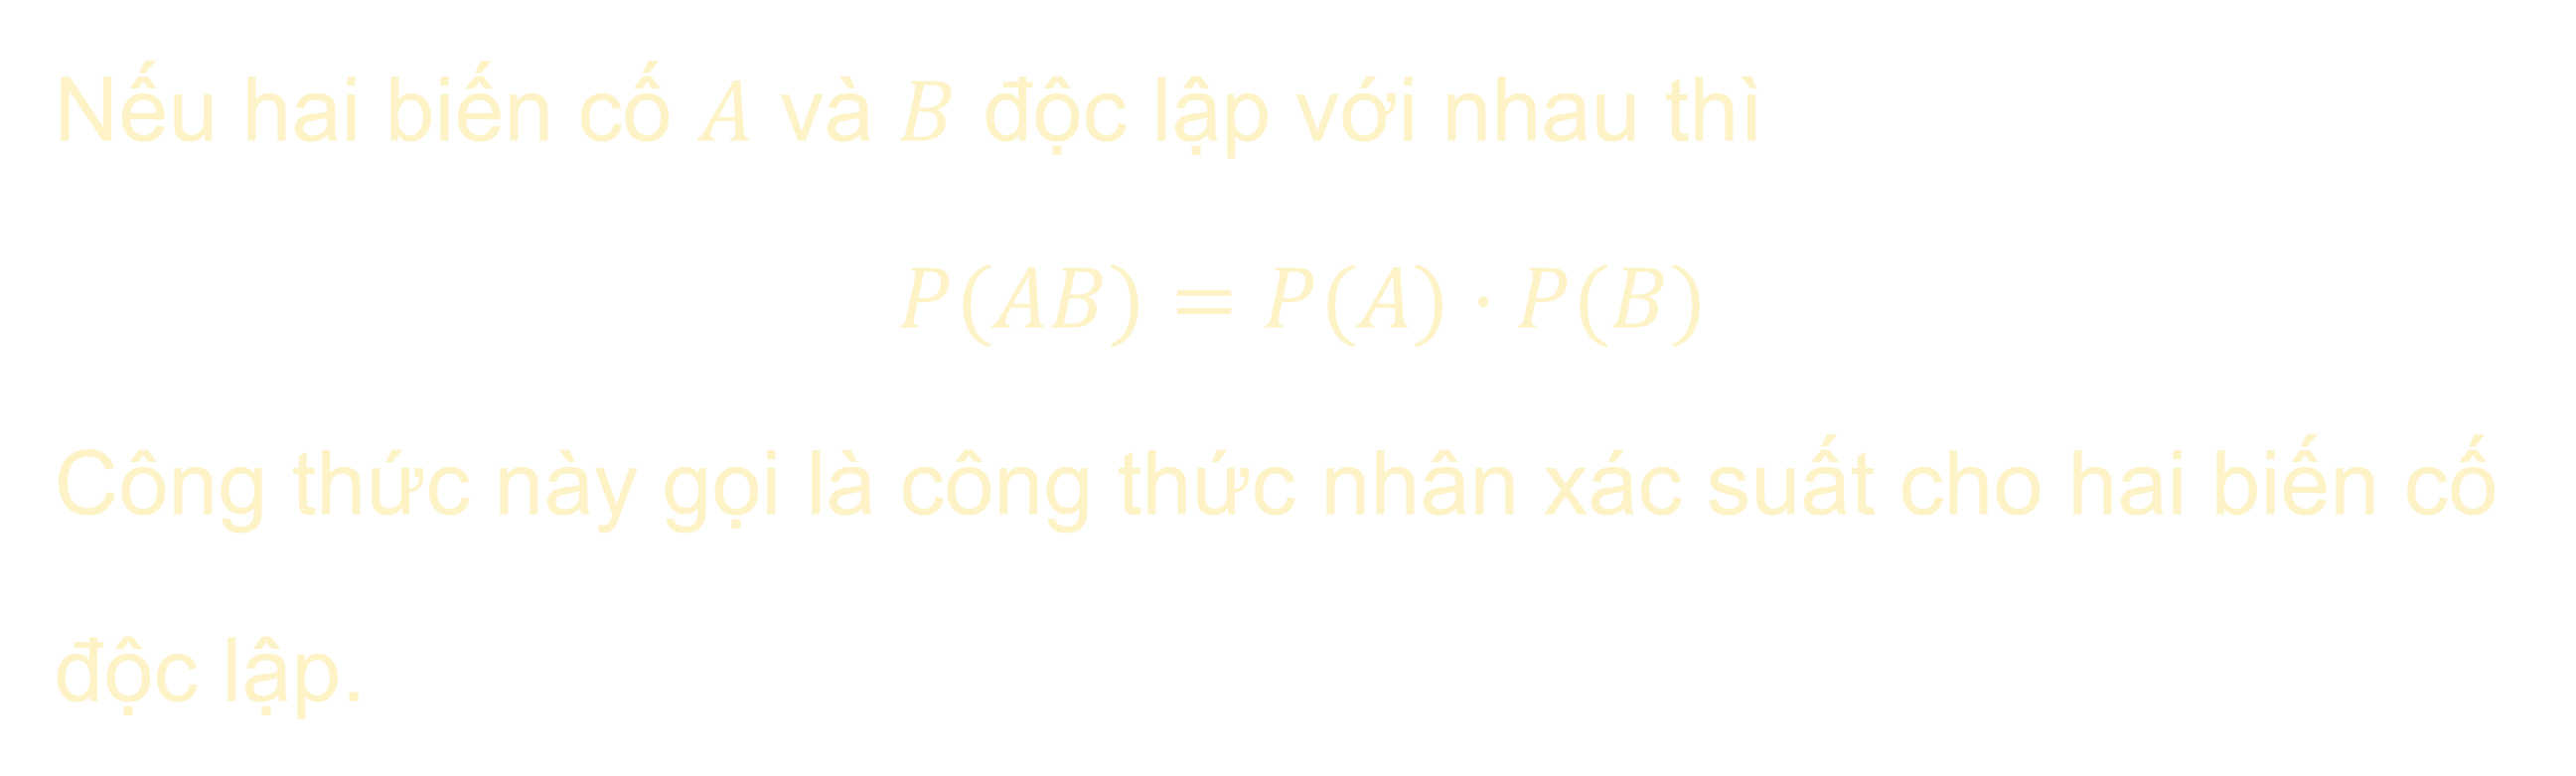 Nếu hai biến cố A và B độc lập với nhau thì
P(AB) = P(A) · P(B)
Công thức này gọi là công thức nhân xác suất cho hai biến cố
độc lập.